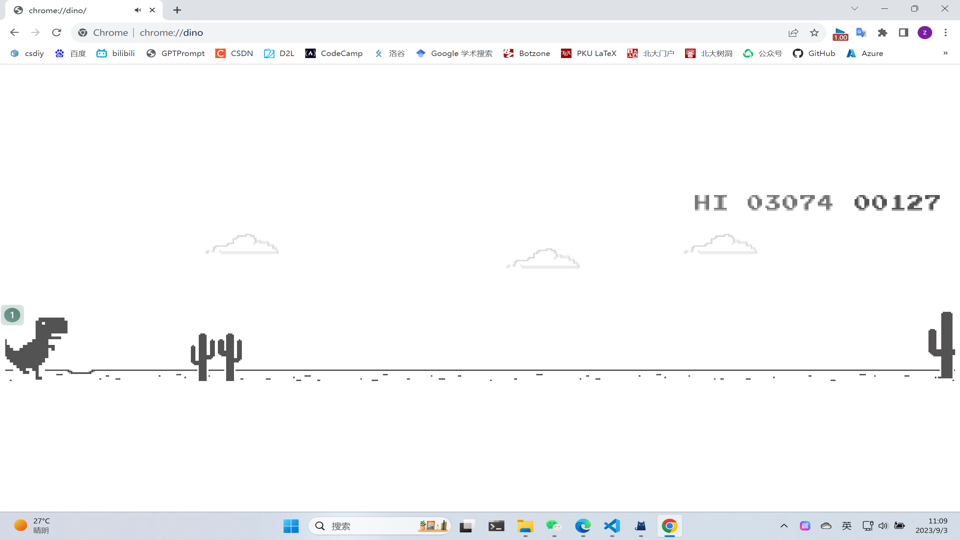 chrome://dino/
Chrome | chrome://dino
1.00
z
csdiy 百度 bilibili GPTPrompt CSDN D2L CodeCamp 洛谷 Google 学术搜索 Botzone PKU LaTeX 北大门户 北大树洞 公众号 GitHub Azure »
HI 03074 00127
1
27°C
晴朗
搜索
英
11:09
2023/9/3